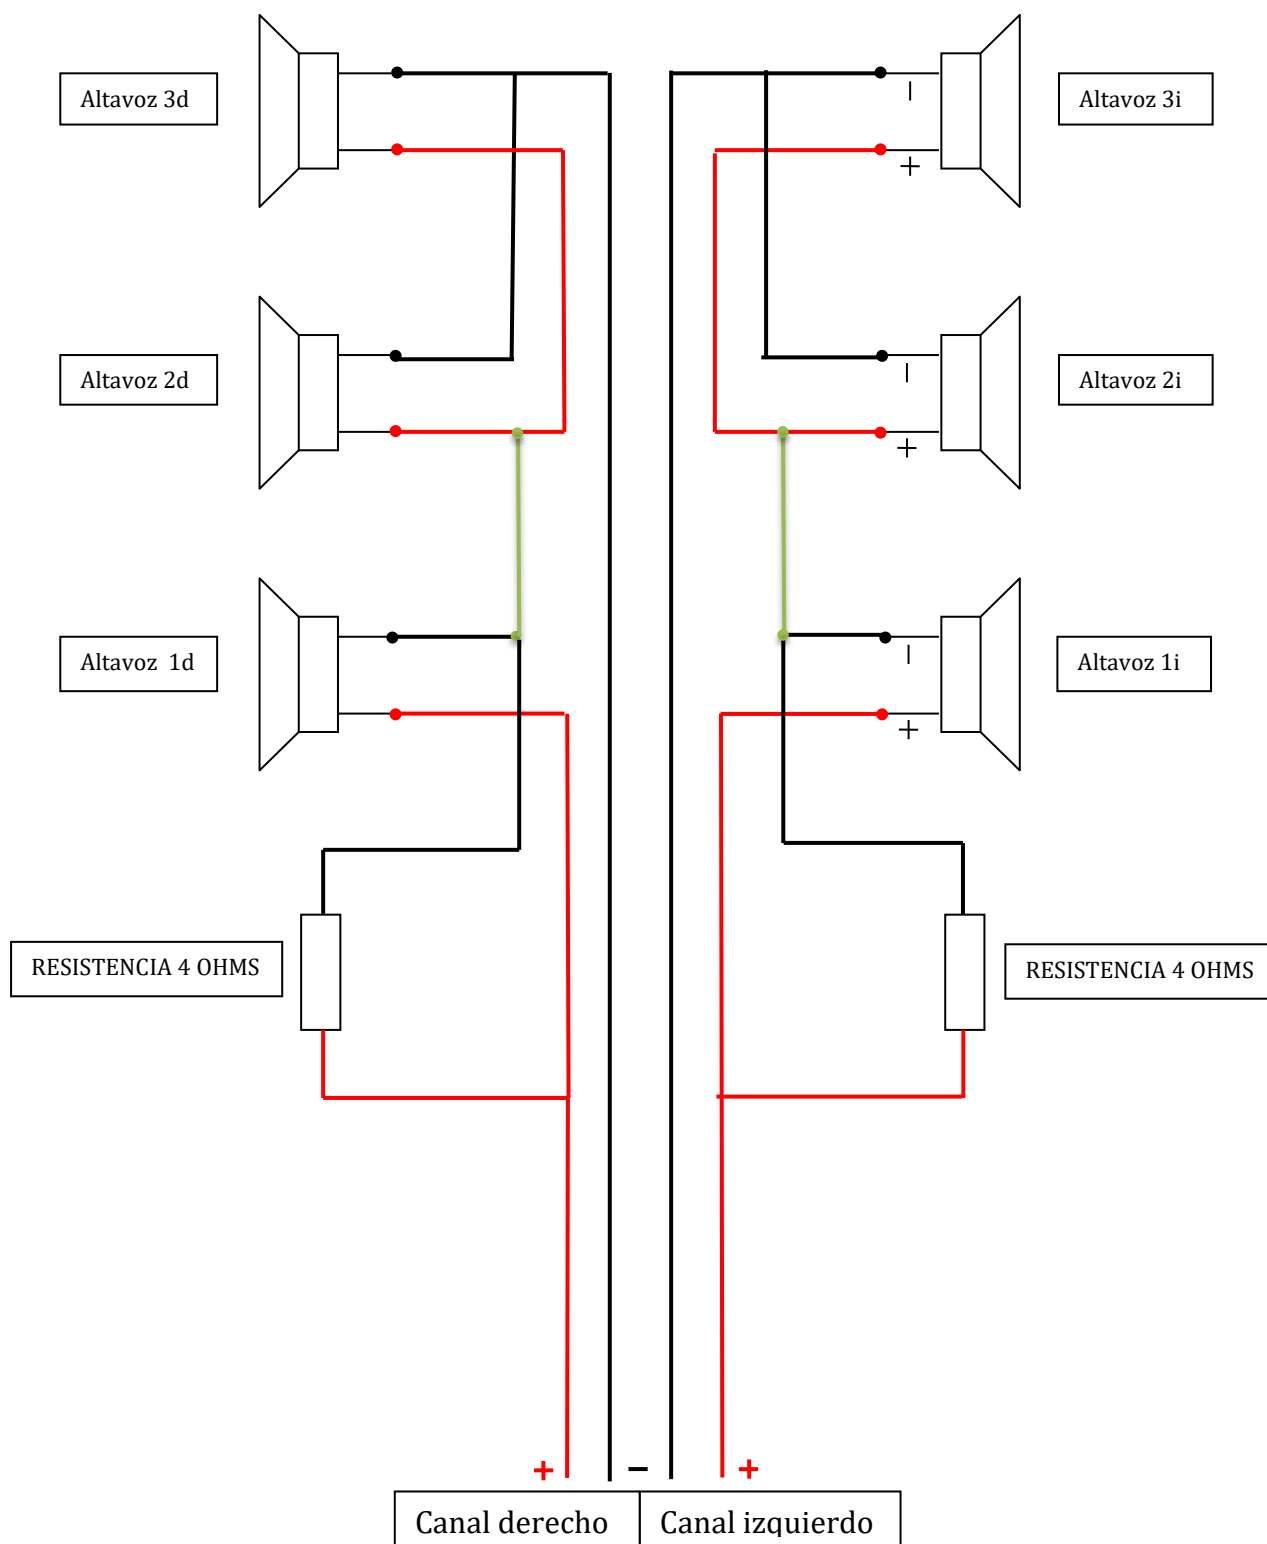 Altavoz 3d
Altavoz 3i
−
+
Altavoz 2d
Altavoz 2i
−
+
Altavoz  1d
Altavoz 1i
−
+
RESISTENCIA 4 OHMS
RESISTENCIA 4 OHMS
+ − +
Canal derecho
Canal izquierdo